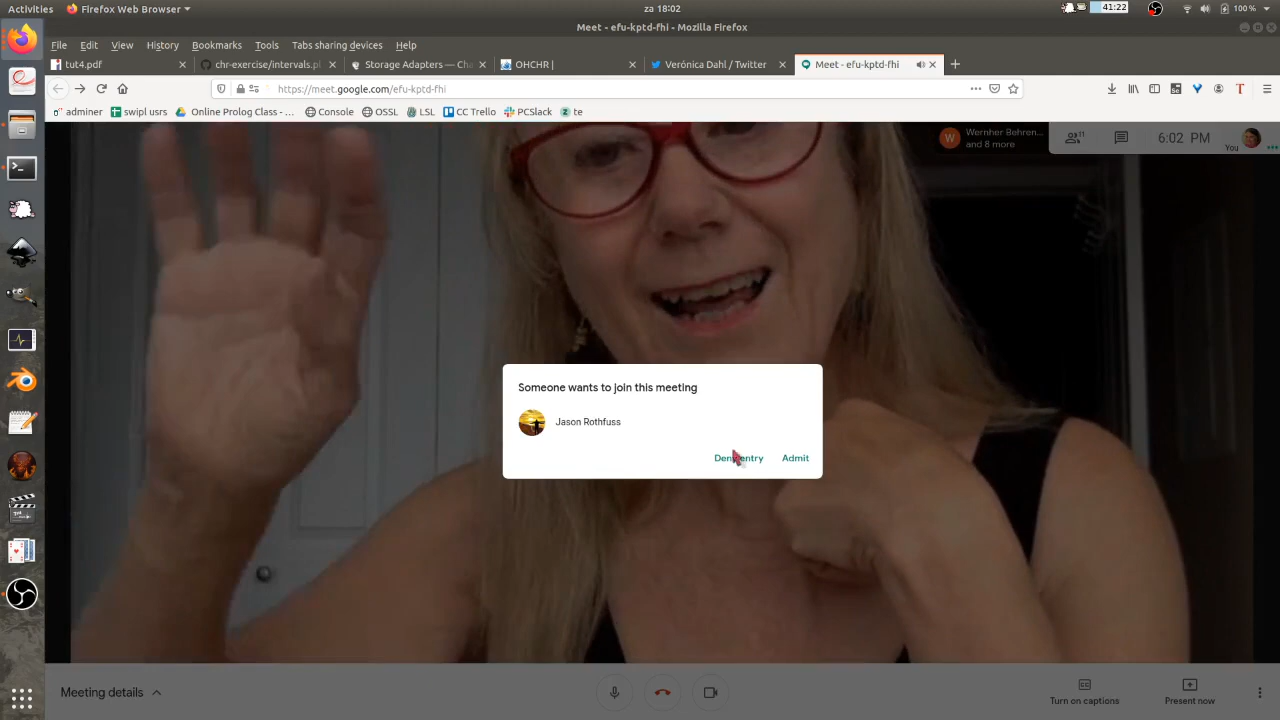 Activities
Firefox Web Browser
za 18:02
41:22
100 %
Meet - efu-kptd-fhi - Mozilla Firefox
File Edit View History Bookmarks Tools Tabs sharing devices Help
tut4.pdf
chr-exercise/intervals.pl
Storage Adapters — Cha
OHCHR |
Verónica Dahl / Twitter
Meet - efu-kptd-fhi
https://meet.google.com/efu-kptd-fhi
adminer
swipl usrs
Online Prolog Class - ...
Console
OSSL
LSL
CC Trello
PCSlack
te
W
Wernher Behren...
and 8 more
11
6:02 PM
You
Someone wants to join this meeting
Jason Rothfuss
Deny entry
Admit
Meeting details
Turn on captions
Present now